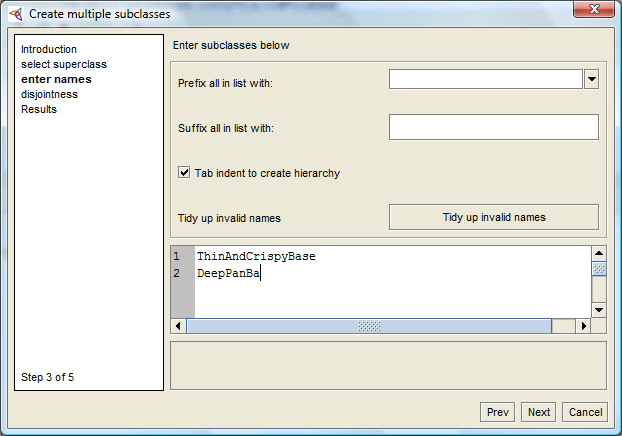 Create multiple subclasses
Introduction
select superclass
enter names
disjointness
Results
Step 3 of 5
Enter subclasses below
Prefix all in list with:
Suffix all in list with:
Tab indent to create hierarchy
Tidy up invalid names Tidy up invalid names
1 ThinAndCrispyBase
2 DeepPanBa
Prev Next Cancel